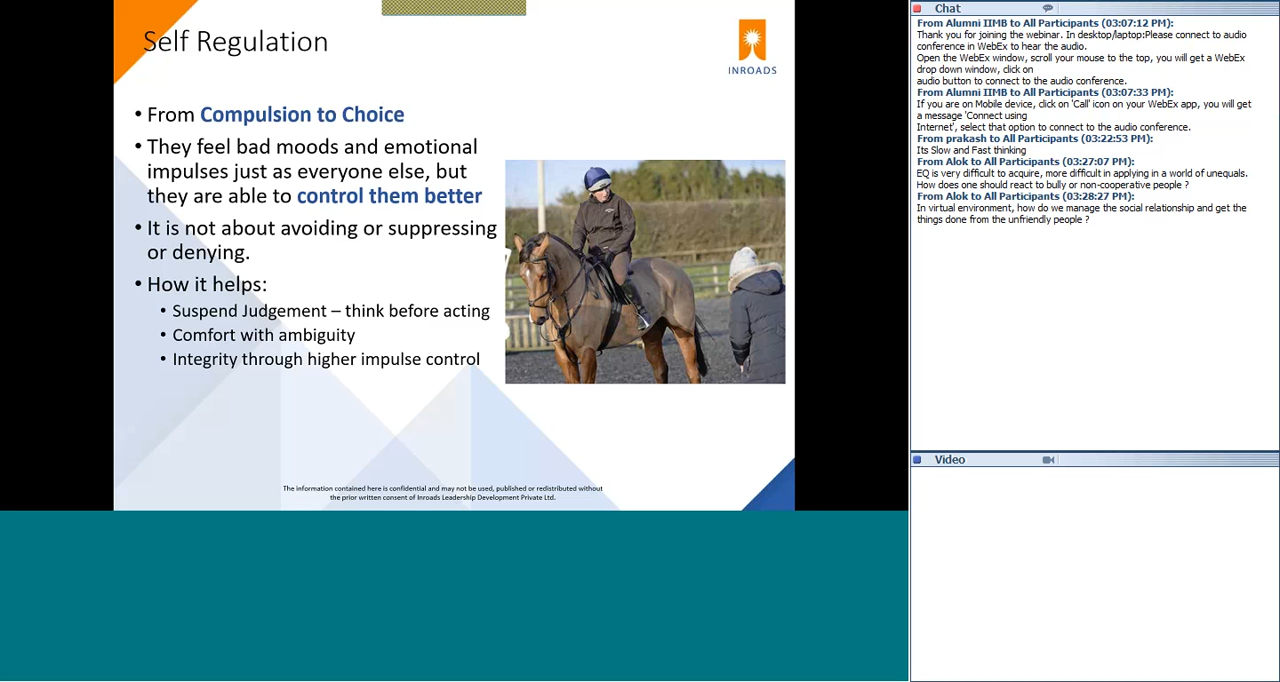 Self Regulation
INROADS
• From Compulsion to Choice
• They feel bad moods and emotional
impulses just as everyone else, but
they are able to control them better
• It is not about avoiding or suppressing
or denying.
• How it helps:
• Suspend Judgement – think before acting
• Comfort with ambiguity
• Integrity through higher impulse control
The information contained here is confidential and may not be used, published or redistributed without
the prior written consent of Inroads Leadership Development Private Ltd.
Chat
From Alumni IIMB to All Participants (03:07:12 PM):
Thank you for joining the webinar. In desktop/laptop:Please connect to audio
conference in WebEx to hear the audio.
Open the WebEx window, scroll your mouse to the top, you will get a WebEx
drop down window, click on
audio button to connect to the audio conference.
From Alumni IIMB to All Participants (03:07:33 PM):
If you are on Mobile device, click on 'Call' icon on your WebEx app, you will get
a message 'Connect using
Internet', select that option to connect to the audio conference.
From prakash to All Participants (03:22:53 PM):
Its Slow and Fast thinking
From Alok to All Participants (03:27:07 PM):
EQ is very difficult to acquire, more difficult in applying in a world of unequals.
How does one should react to bully or non-cooperative people ?
From Alok to All Participants (03:28:27 PM):
In virtual environment, how do we manage the social relationship and get the
things done from the unfriendly people ?
Video